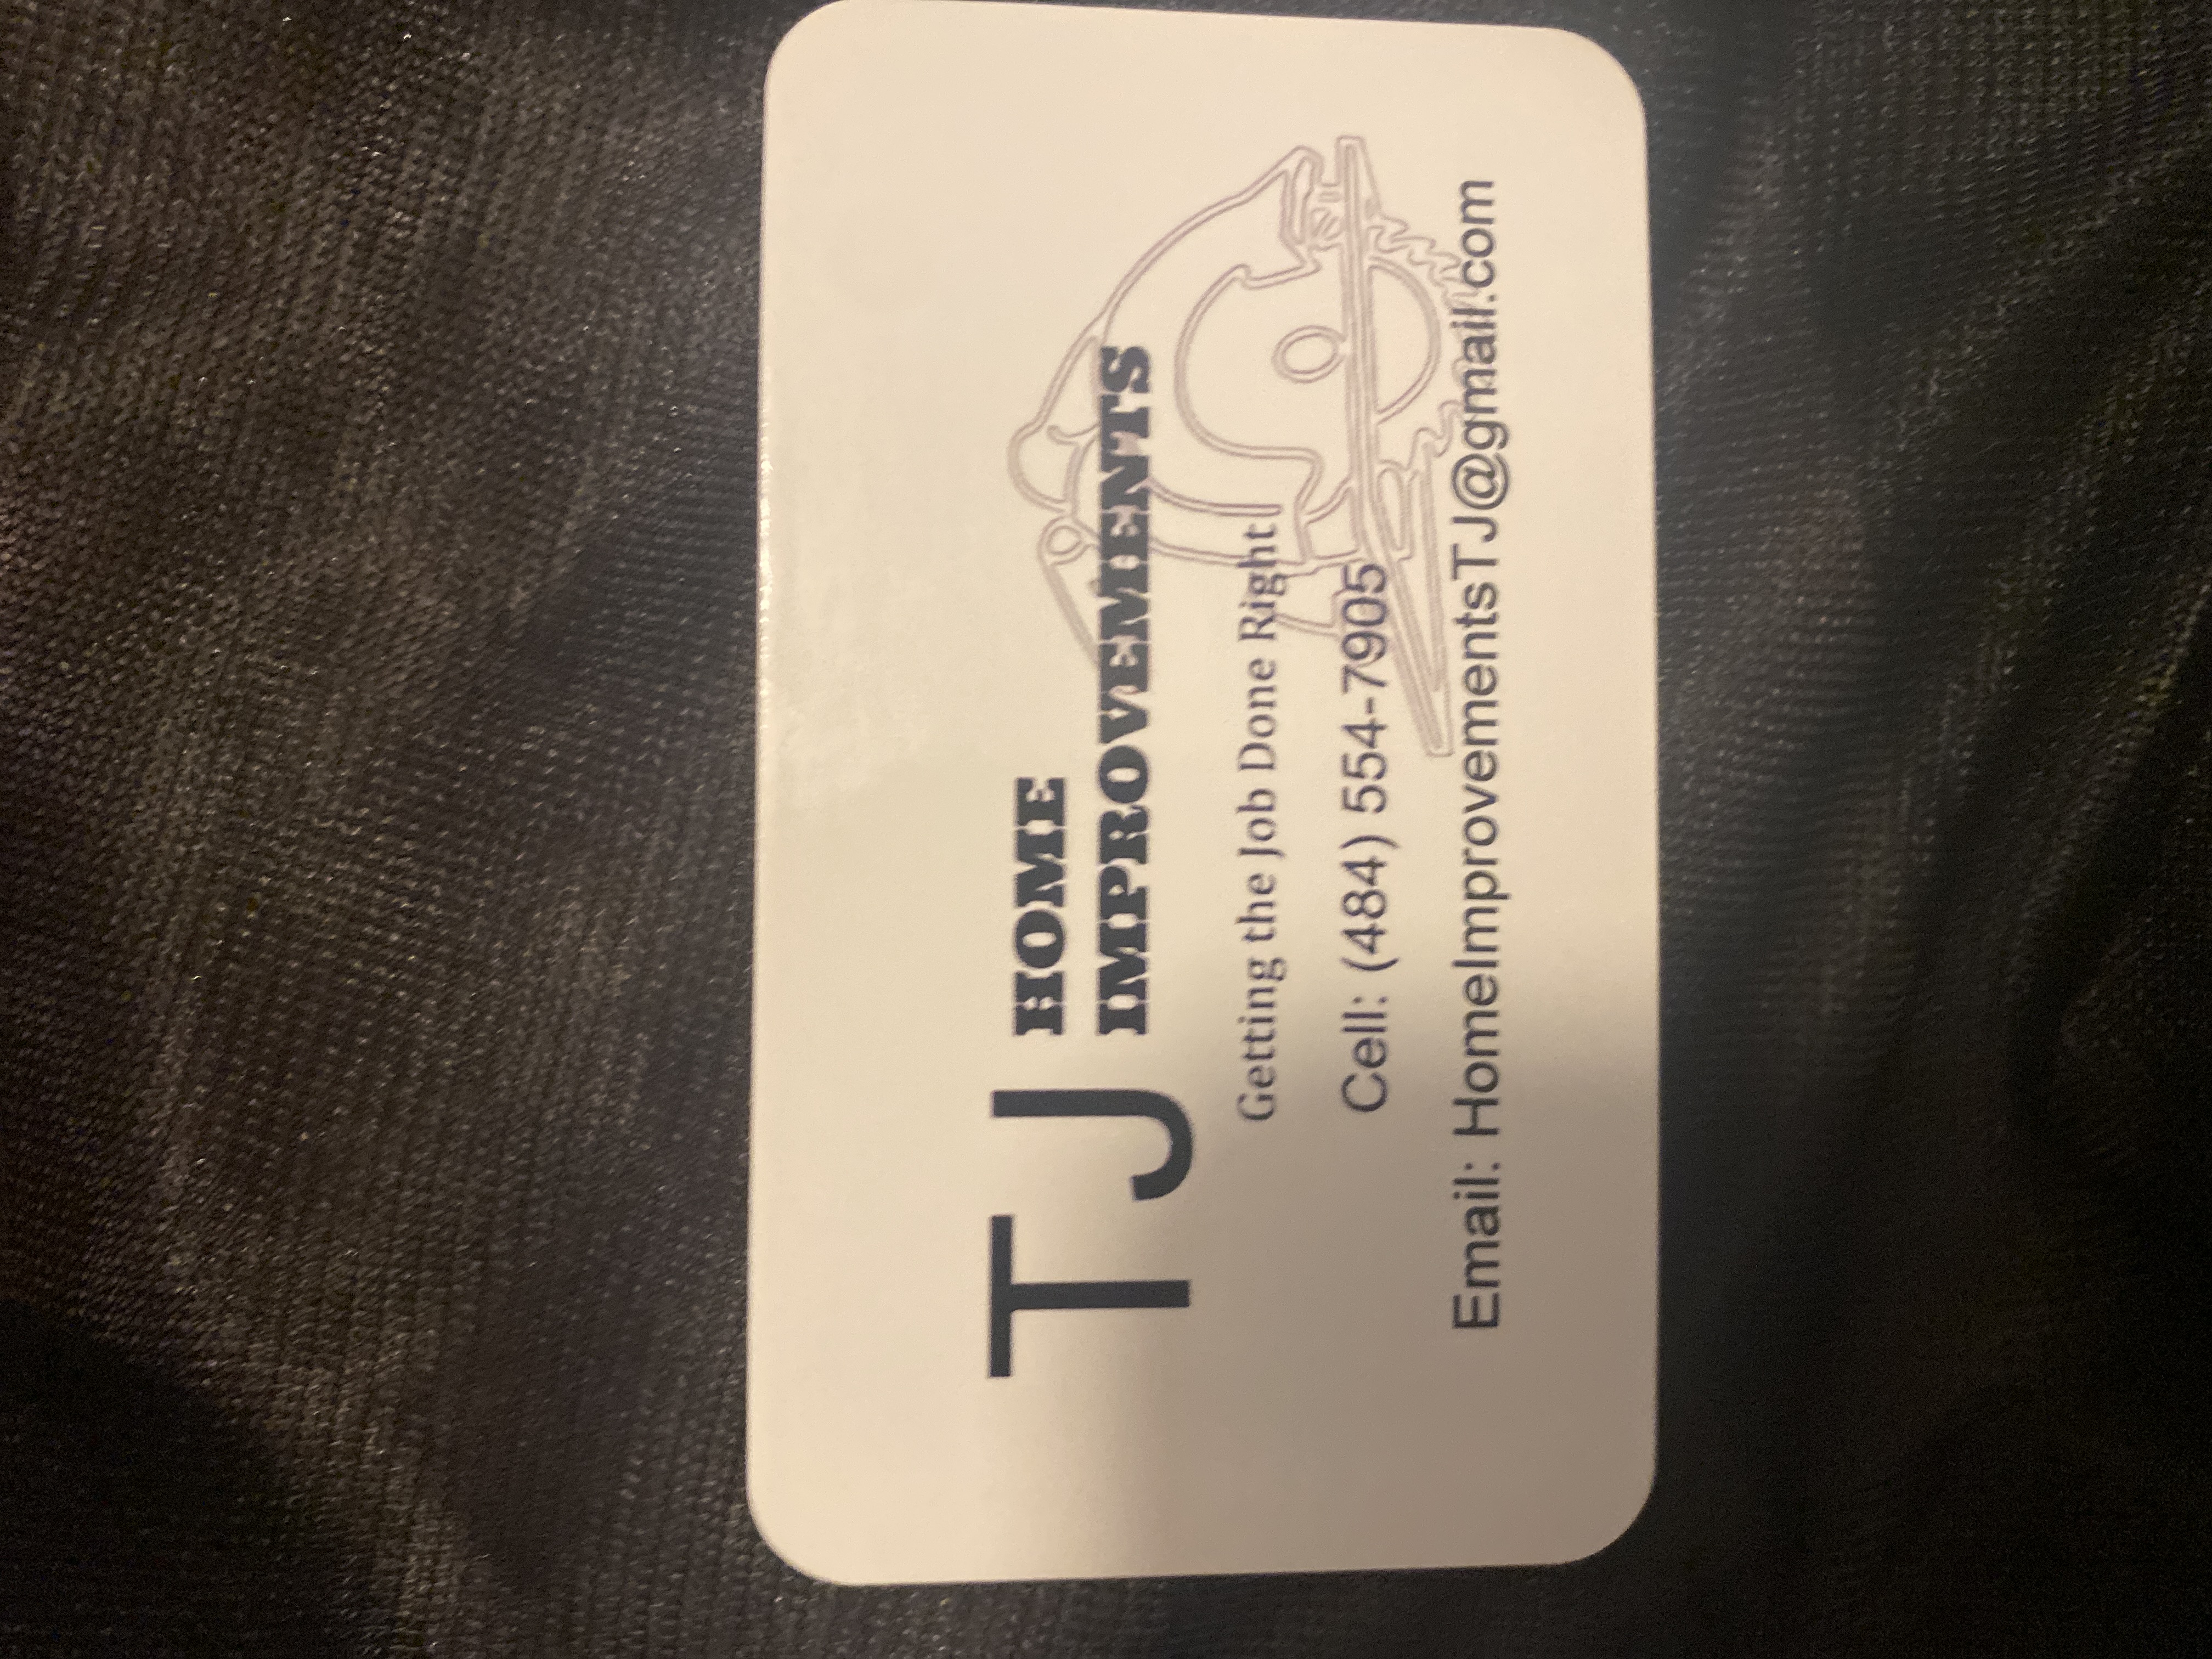 TJ HOME
IMPROVEMENTS
Getting the Job Done Right
Cell: (484) 554-7905
Email: HomeImprovementsTJ@gmail.com